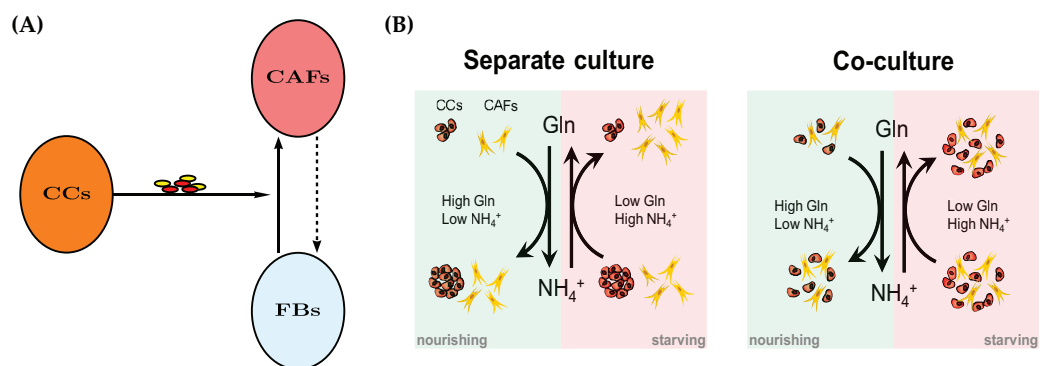 (A)
CAFs
CCs
FBs
(B)
Separate culture
CCs
CAFs
Gln
High Gln
Low NH₄⁺
Low Gln
High NH₄⁺
NH₄⁺
nourishing
starving
Co-culture
Gln
High Gln
Low NH₄⁺
Low Gln
High NH₄⁺
NH₄⁺
nourishing
starving